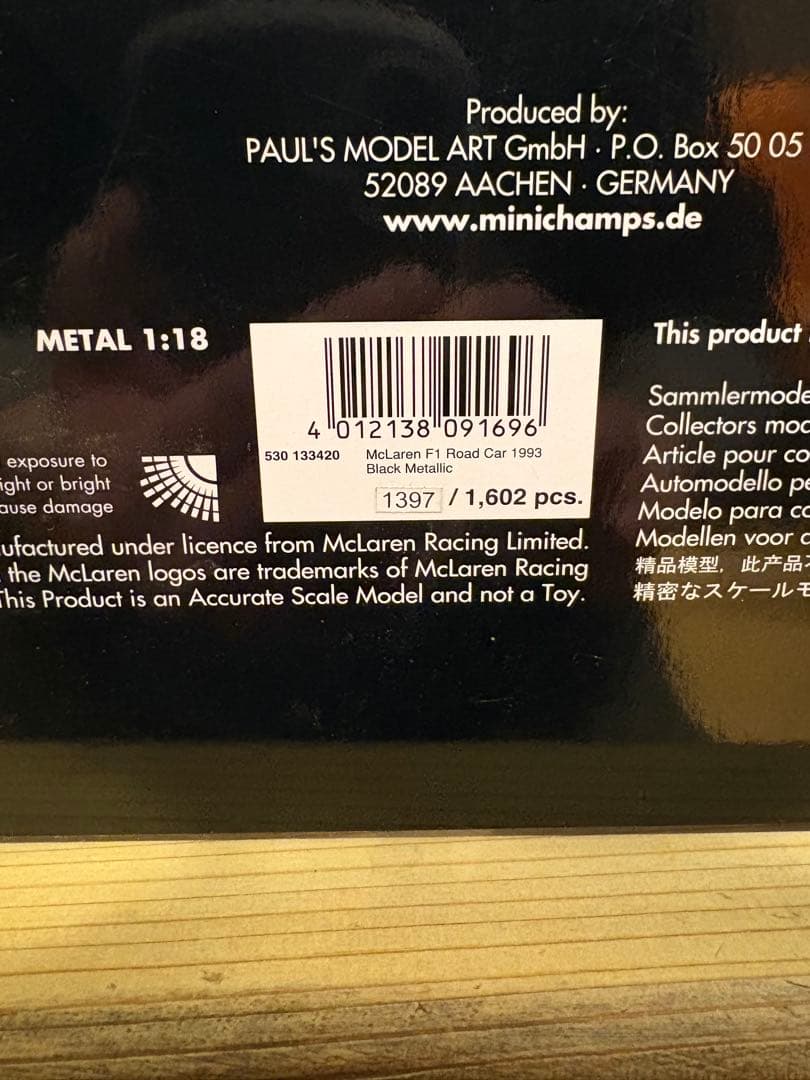 Produced by:
PAUL'S MODEL ART GmbH · P.O. Box 50 05
52089 AACHEN · GERMANY
www.minichamps.de
METAL 1:18
4 012138 091696
530 133420 McLaren F1 Road Car 1993
Black Metallic
1397 / 1,602 pcs.
exposure to
ight or bright
ause damage
This product
Sammlermode
Collectors mod
Article pour co
Automodello pe
Modelo para co
Modellen voor
精品模型，此产品
精密なスケールモ
ufactured under licence from McLaren Racing Limited.
the McLaren logos are trademarks of McLaren Racing
This Product is an Accurate Scale Model and not a Toy.